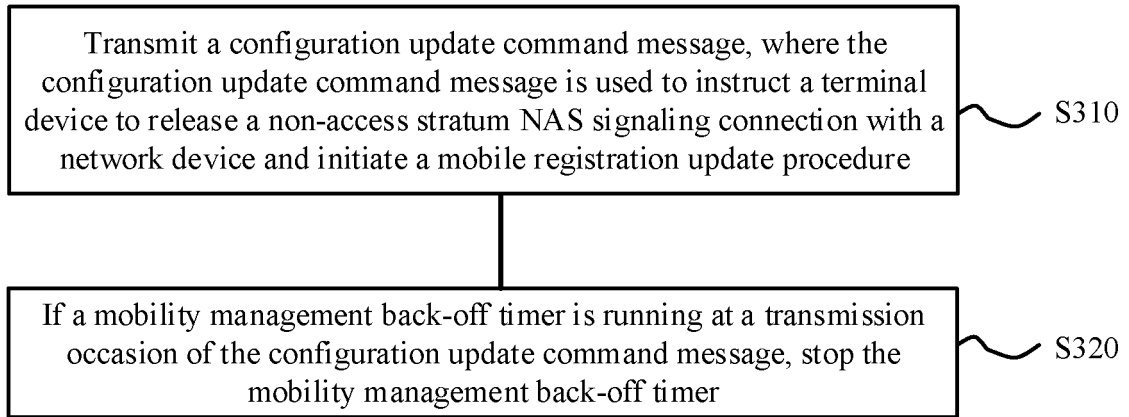 Transmit a configuration update command message, where the
configuration update command message is used to instruct a terminal
device to release a non-access stratum NAS signaling connection with a
network device and initiate a mobile registration update procedure
S310
If a mobility management back-off timer is running at a transmission
occasion of the configuration update command message, stop the
mobility management back-off timer
S320